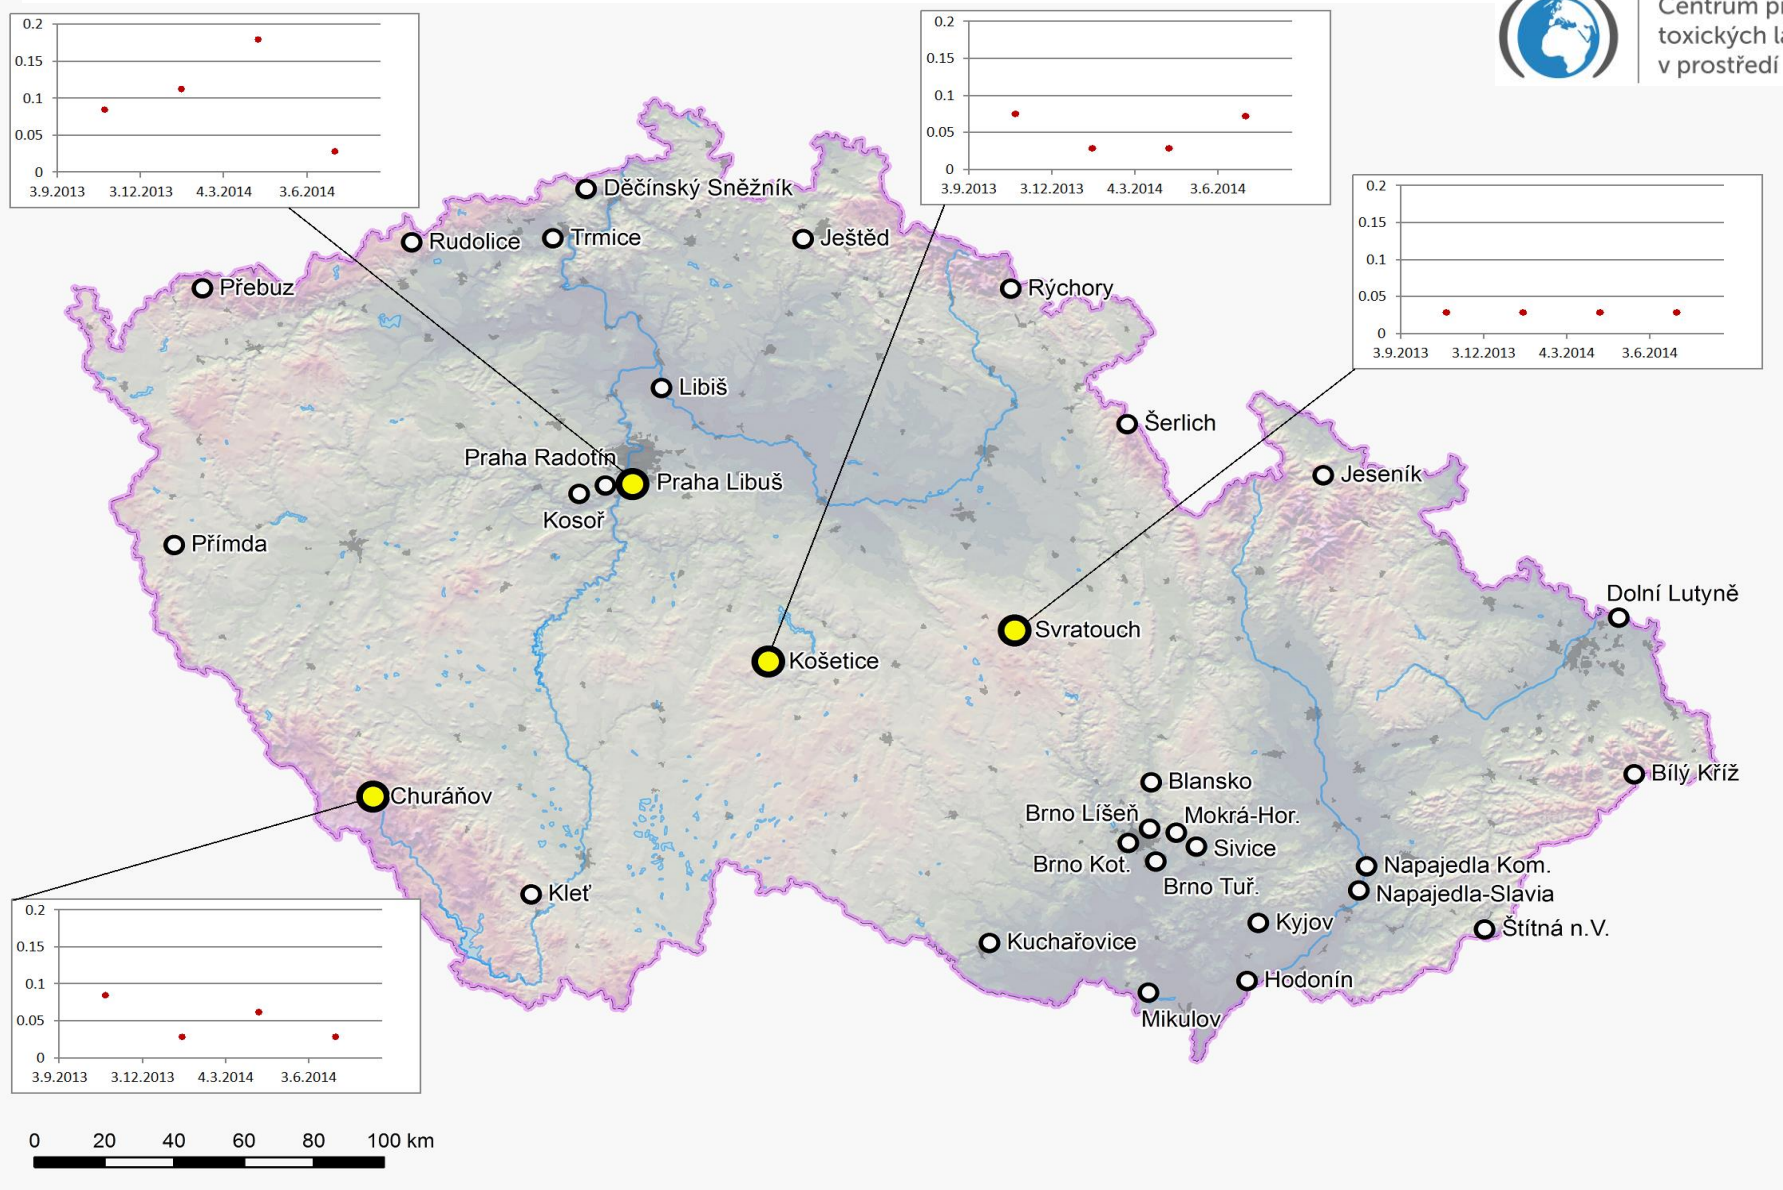 Centrum p
toxických
v prostředí
0.2
0.15
0.1
0.05
0
3.9.2013 3.12.2013 4.3.2014 3.6.2014
0.2
0.15
0.1
0.05
0
3.9.2013 3.12.2013 4.3.2014 3.6.2014
0.2
0.15
0.1
0.05
0
3.9.2013 3.12.2013 4.3.2014 3.6.2014
Děčínský Sněžník
Rudolice
Trmice
Ještěd
Přebuz
Rýchory
Libiš
Šerlich
Praha Radotín
Praha Libuš
Jeseník
Kosoř
Přimda
Dolní Lutyně
Svratouch
Košetice
Bílý Kříž
Blansko
Churáňov
Brno Líšeň
Mokrá-Hor.
Sivice
Brno Kot.
Brno Tuř.
Napajedla Kom.
Napajedla-Slavia
Kleť
Kyjov
Štítná n.V.
Kuchařovice
Hodonín
Mikulov
0.2
0.15
0.1
0.05
0
3.9.2013 3.12.2013 4.3.2014 3.6.2014
0 20 40 60 80 100 km